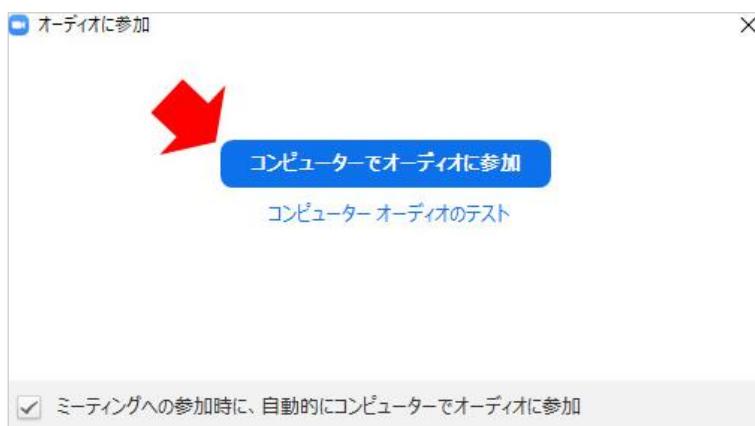 オーディオに参加
コンピューターでオーディオに参加
コンピューター オーディオのテスト
ミーティングへの参加時に、自動的にコンピューターでオーディオに参加